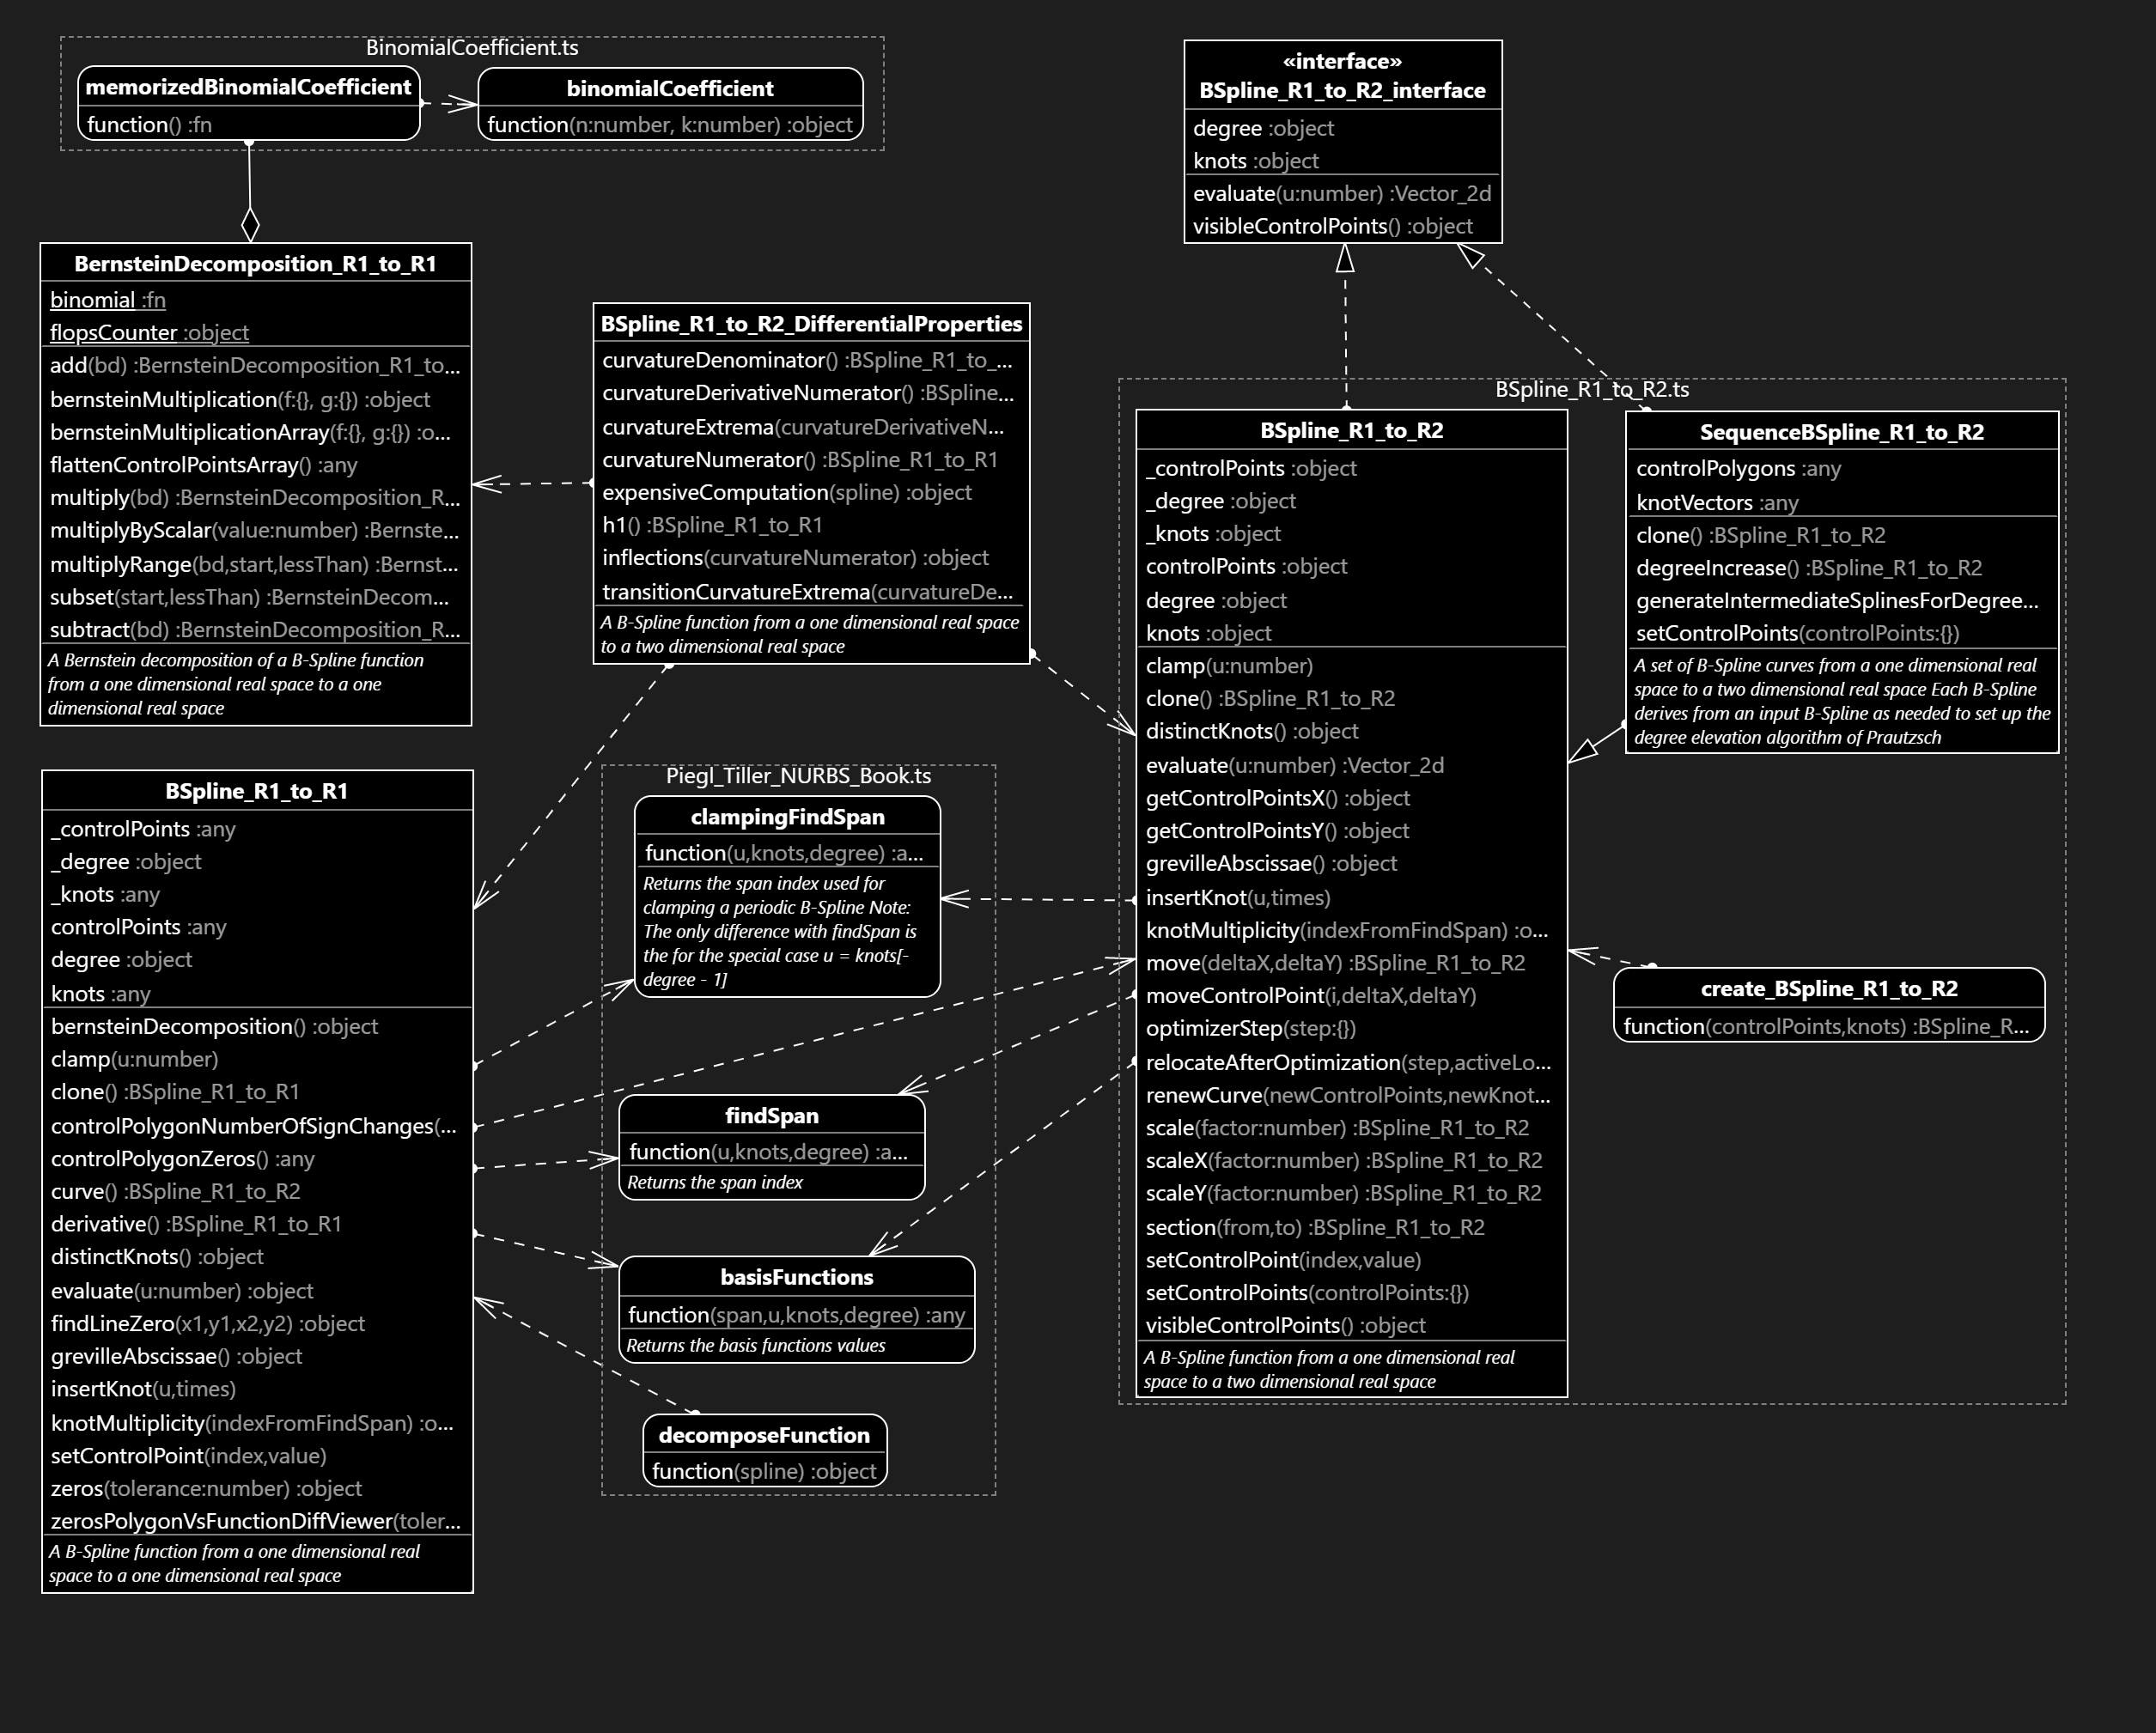 BinomialCoefficient.ts
memorizedBinomialCoefficient
function() :fn
binomialCoefficient
function(n:number, k:number) :object
«interface»
BSpline_R1_to_R2_interface
degree :object
knots :object
evaluate(u:number) :Vector_2d
visibleControlPoints() :object
BernsteinDecomposition_R1_to_R1
binomial :fn
flopsCounter :object
add(bd) :BernsteinDecomposition_R1_to...
bernsteinMultiplication(f:{}, g:{}) :object
bernsteinMultiplicationArray(f:{}, g:{}) :o...
flattenControlPointsArray() :any
multiply(bd) :BernsteinDecomposition_R...
multiplyByScalar(value:number) :Bernste...
multiplyRange(bd,start,lessThan) :Bernst...
subset(start,lessThan) :BernsteinDecom...
subtract(bd) :BernsteinDecomposition_R...
A Bernstein decomposition of a B-Spline function
from a one dimensional real space to a one
dimensional real space
BSpline_R1_to_R2_DifferentialProperties
curvatureDenominator() :BSpline_R1_to_...
curvatureDerivativeNumerator() :BSpline...
curvatureExtrema(curvatureDerivativeN...
curvatureNumerator() :BSpline_R1_to_R1
expensiveComputation(spline) :object
h1() :BSpline_R1_to_R1
inflections(curvatureNumerator) :object
transitionCurvatureExtrema(curvatureDe...
A B-Spline function from a one dimensional real space
to a two dimensional real space
BSpline_R1_to_R2.ts
BSpline_R1_to_R2
_controlPoints :object
_degree :object
_knots :object
controlPoints :object
degree :object
knots :object
clamp(u:number)
clone() :BSpline_R1_to_R2
distinctKnots() :object
evaluate(u:number) :Vector_2d
getControlPointsX() :object
getControlPointsY() :object
grevilleAbscissae() :object
insertKnot(u,times)
knotMultiplicity(indexFromFindSpan) :o...
move(deltaX,deltaY) :BSpline_R1_to_R2
moveControlPoint(i,deltaX,deltaY)
optimizerStep(step:{})
relocateAfterOptimization(step,activeLo...
renewCurve(newControlPoints,newKnot...
scale(factor:number) :BSpline_R1_to_R2
scaleX(factor:number) :BSpline_R1_to_R2
scaleY(factor:number) :BSpline_R1_to_R2
section(from,to) :BSpline_R1_to_R2
setControlPoint(index,value)
setControlPoints(controlPoints:{})
visibleControlPoints() :object
A B-Spline function from a one dimensional real
space to a two dimensional real space
SequenceBSpline_R1_to_R2
controlPolygons :any
knotVectors :any
clone() :BSpline_R1_to_R2
degreeIncrease() :BSpline_R1_to_R2
generateIntermediateSplinesForDegree...
setControlPoints(controlPoints:{})
A set of B-Spline curves from a one dimensional real
space to a two dimensional real space Each B-Spline
derives from an input B-Spline as needed to set up the
degree elevation algorithm of Prautzsch
create_BSpline_R1_to_R2
function(controlPoints,knots) :BSpline_R...
BSpline_R1_to_R1
_controlPoints :any
_degree :object
_knots :any
controlPoints :any
degree :object
knots :any
bernsteinDecomposition() :object
clamp(u:number)
clone() :BSpline_R1_to_R1
controlPolygonNumberOfSignChanges(...
controlPolygonZeros() :any
curve() :BSpline_R1_to_R2
derivative() :BSpline_R1_to_R1
distinctKnots() :object
evaluate(u:number) :object
findLineZero(x1,y1,x2,y2) :object
grevilleAbscissae() :object
insertKnot(u,times)
knotMultiplicity(indexFromFindSpan) :o...
setControlPoint(index,value)
zeros(tolerance:number) :object
zerosPolygonVsFunctionDiffViewer(toler...
A B-Spline function from a one dimensional real
space to a one dimensional real space
Piegl_Tiller_NURBS_Book.ts
clampingFindSpan
function(u,knots,degree) :a...
Returns the span index used for
clamping a periodic B-Spline Note:
The only difference with findSpan is
the for the special case u = knots[-
degree - 1]
findSpan
function(u,knots,degree) :a...
Returns the span index
basisFunctions
function(span,u,knots,degree) :any
Returns the basis functions values
decomposeFunction
function(spline) :object